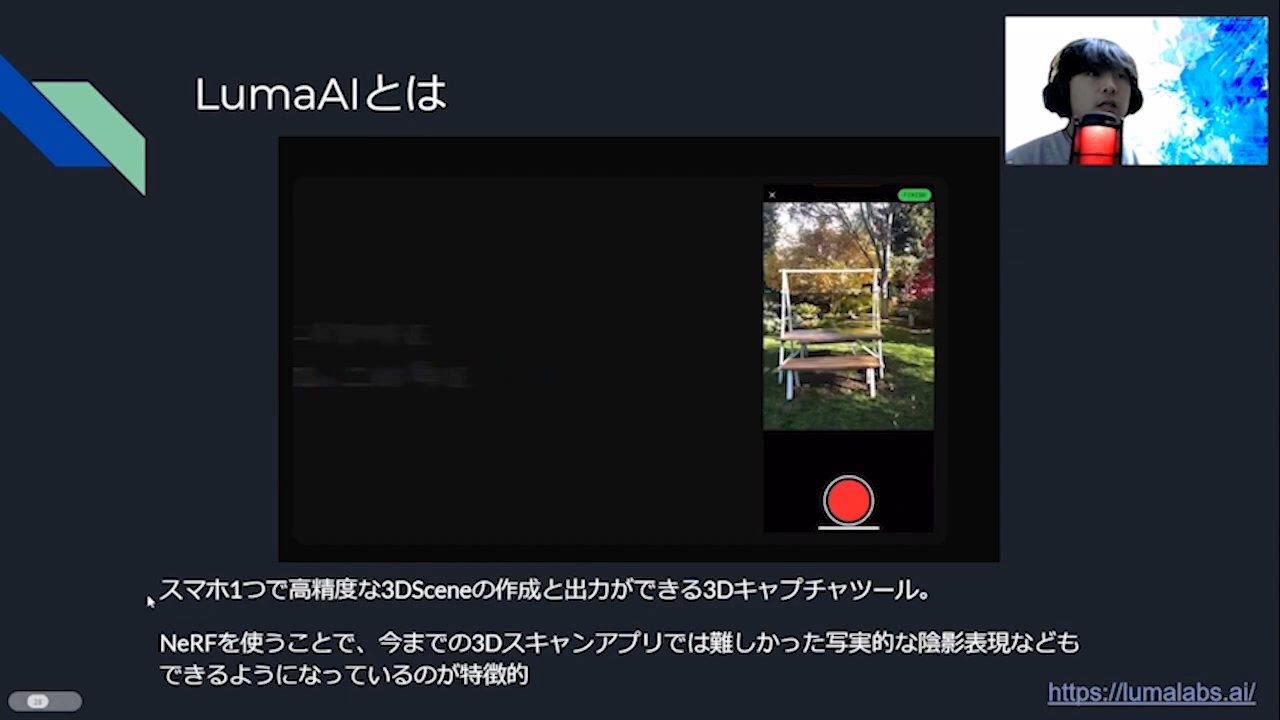 LumaAIとは
FINISH
スマホ1つで高精度な3DSceneの作成と出力ができる3Dキャプチャツール。
NeRFを使うことで、今までの3Dスキャンアプリでは難しかった写実的な陰影表現なども
できるようになっているのが特徴的
https://lumalabs.ai/